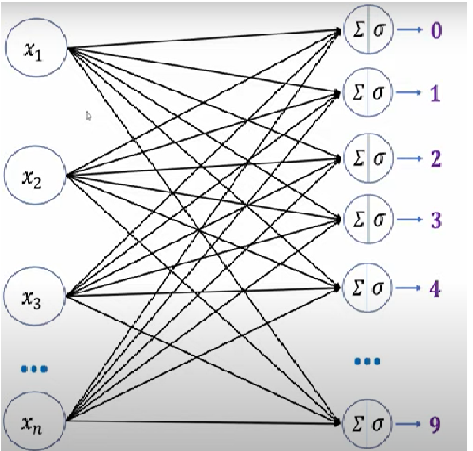 x₁
x₂
x₃
...
xₙ
Σ σ → 0
Σ σ → 1
Σ σ → 2
Σ σ → 3
Σ σ → 4
...
Σ σ → 9